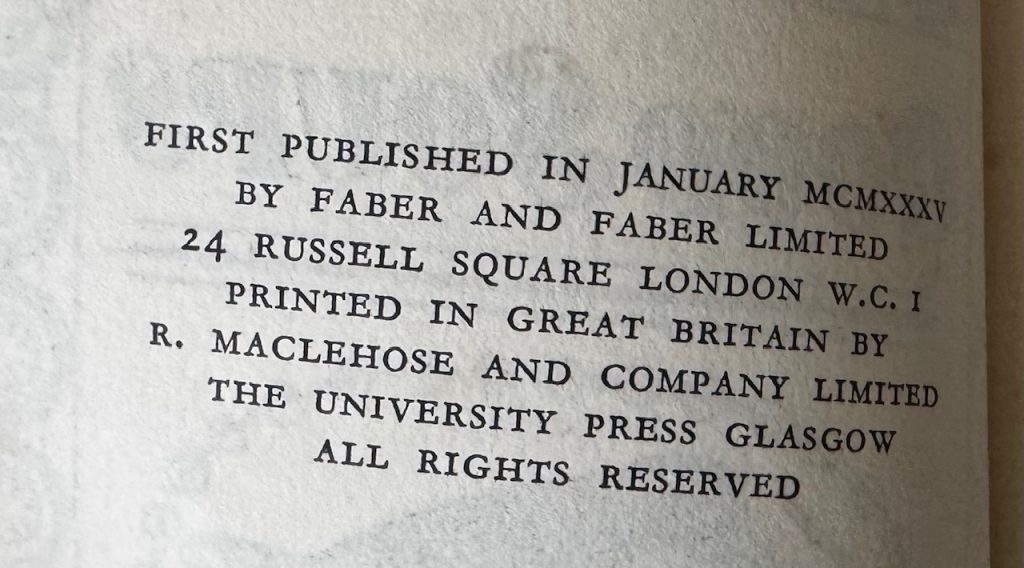 FIRST PUBLISHED IN JANUARY MCMXXXV
BY FABER AND FABER LIMITED
24 RUSSELL SQUARE LONDON W.C. I
PRINTED IN GREAT BRITAIN BY
R. MACLEHOSE AND COMPANY LIMITED
THE UNIVERSITY PRESS GLASGOW
ALL RIGHTS RESERVED